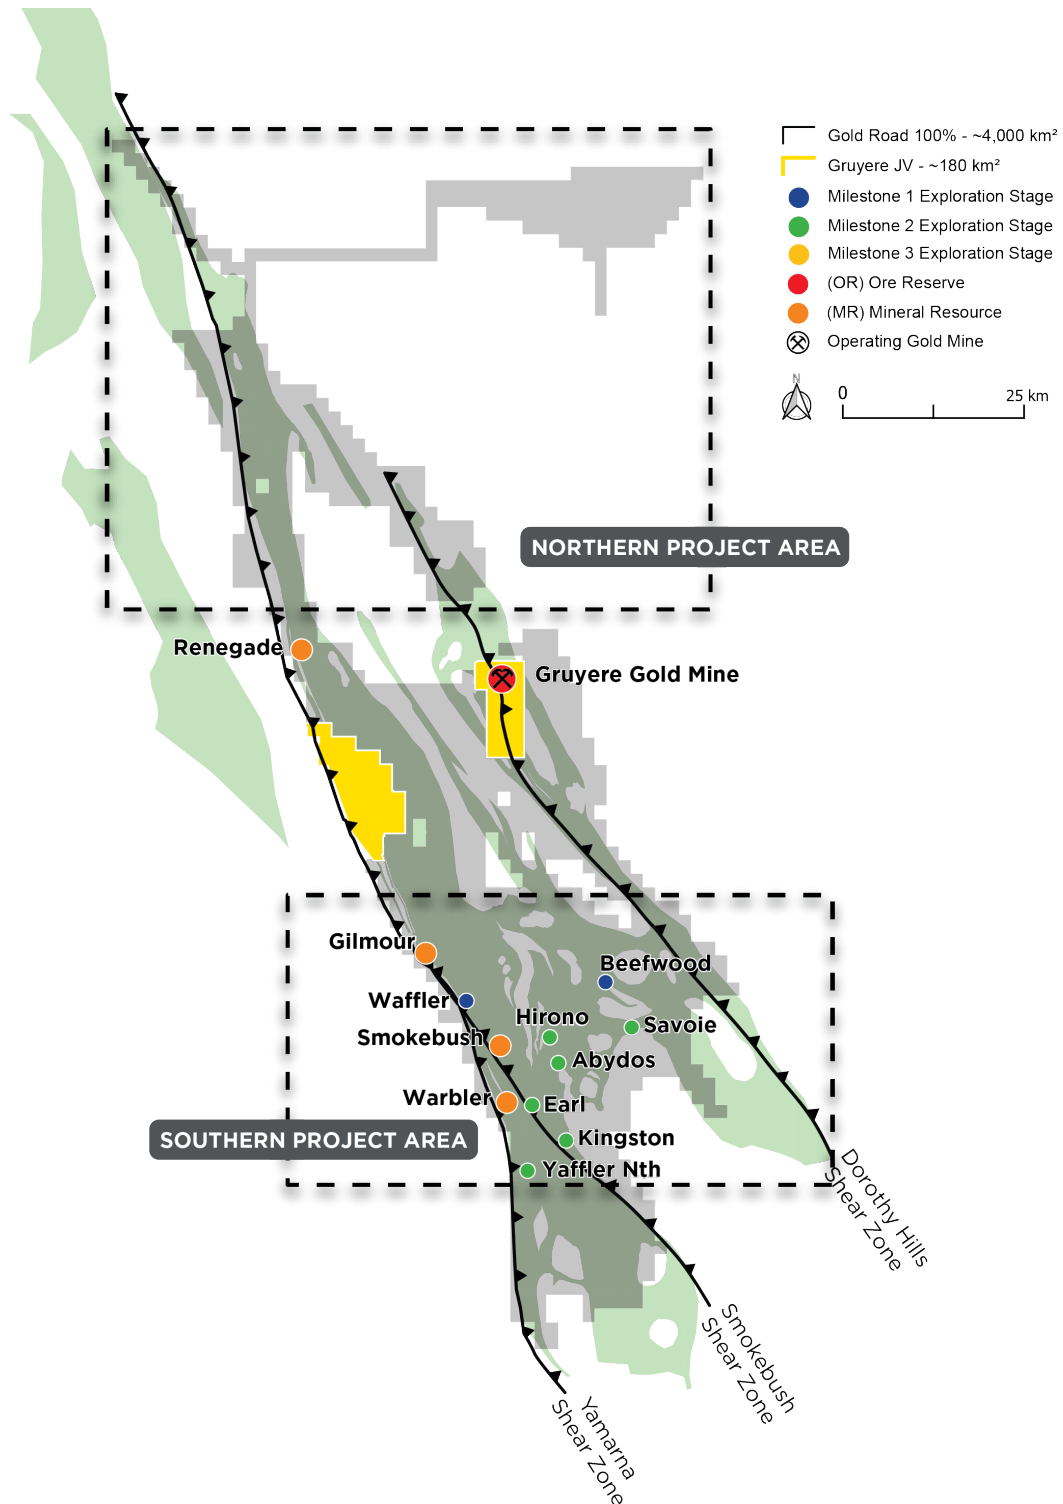 Gold Road 100% - ~4,000 km²
Gruyere JV - ~180 km²
Milestone 1 Exploration Stage
Milestone 2 Exploration Stage
Milestone 3 Exploration Stage
(OR) Ore Reserve
(MR) Mineral Resource
Operating Gold Mine
N
0
25 km
NORTHERN PROJECT AREA
Renegade
Gruyere Gold Mine
Gilmour
Beefwood
Waffler
Hirono
Savoie
Smokebush
Abydos
Warbler
Earl
SOUTHERN PROJECT AREA
Kingston
Yaffler Nth
Dorothy Hills
Shear Zone
Smokebush
Shear Zone
Yamarna
Shear Zone